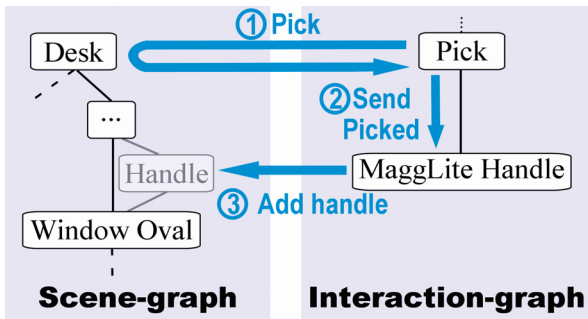 ① Pick
Desk
Pick
② Send
Picked
...
Handle
MaggLite Handle
③ Add handle
Window Oval
Scene-graph
Interaction-graph